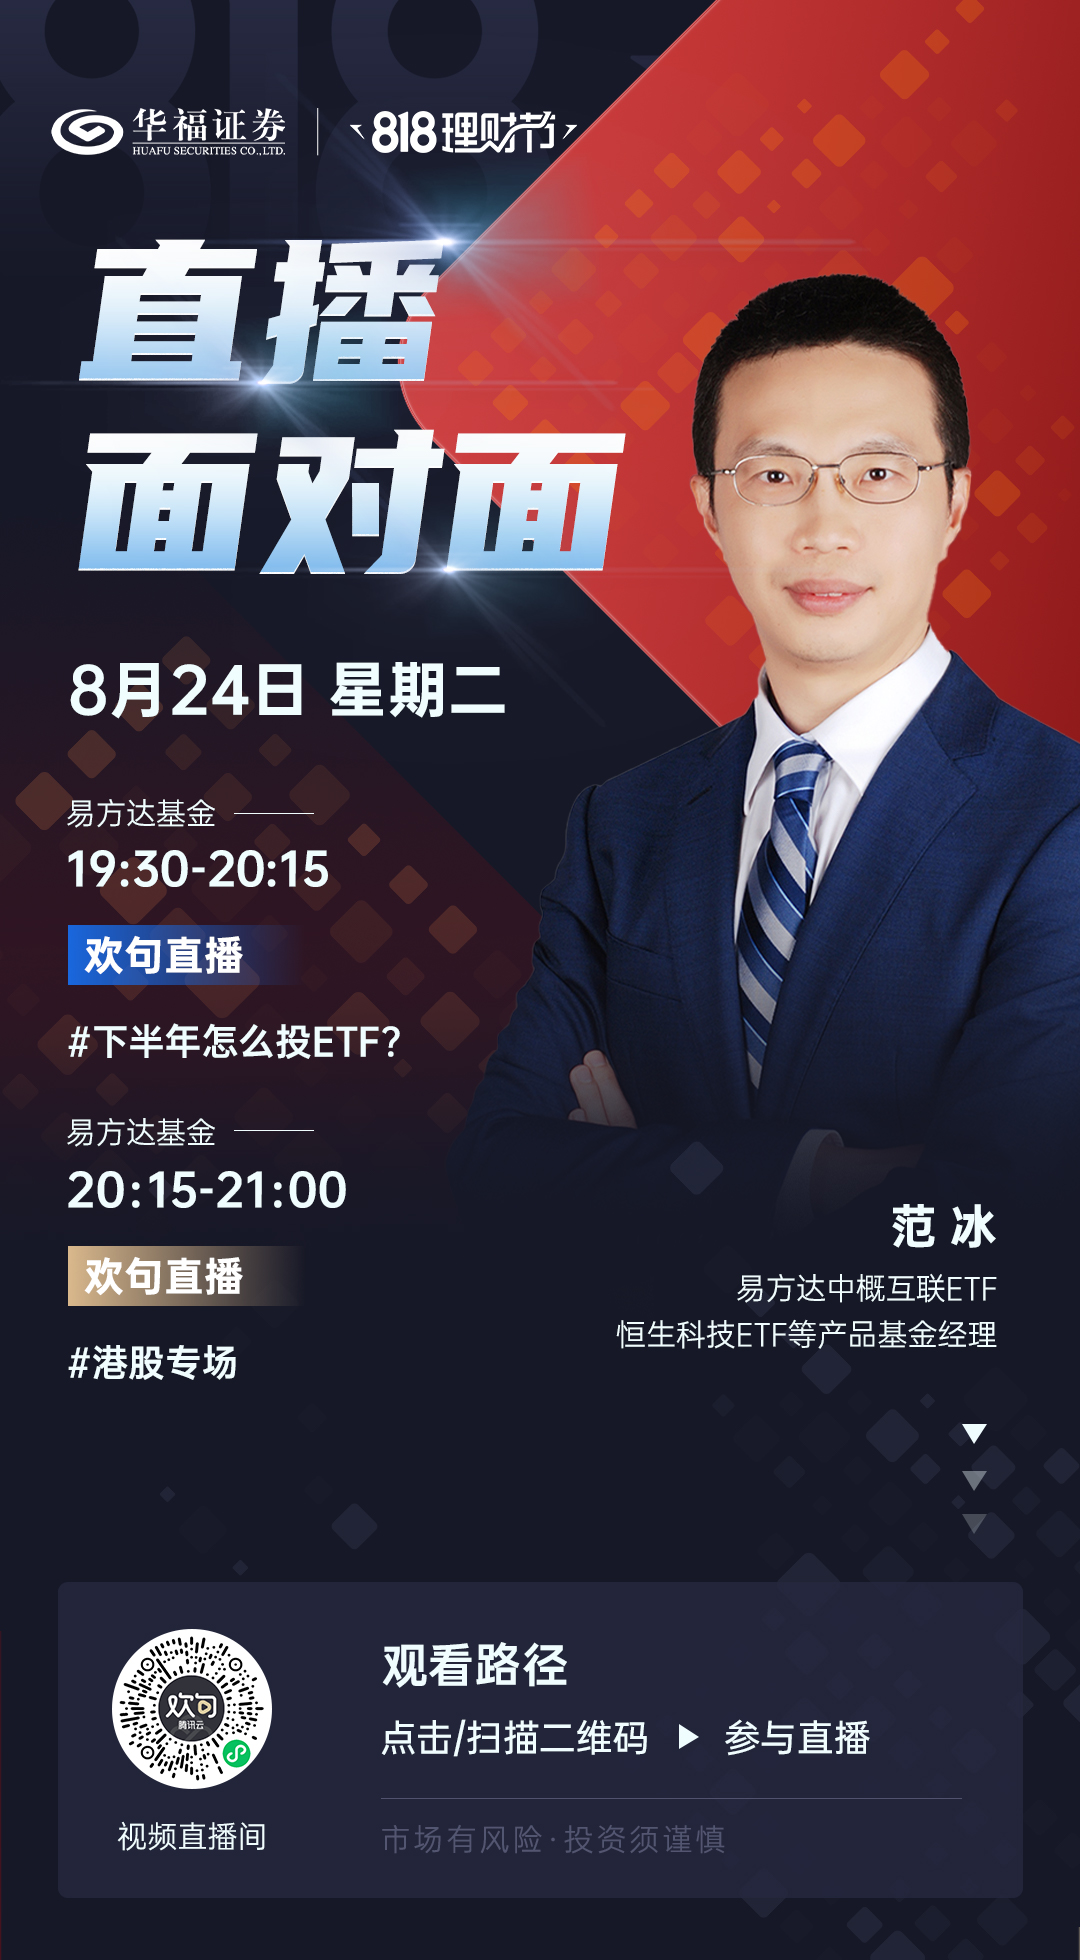 华福证券
HUAFU SECURITIES CO.,LTD.
818理财节
直播
面对面
8月24日 星期二
易方达基金
19:30-20:15
欢句直播
#下半年怎么投ETF?
易方达基金
20:15-21:00
欢句直播
#港股专场
范 冰
易方达中概互联ETF
恒生科技ETF等产品基金经理
欢句
腾讯云
视频直播间
观看路径
点击/扫描二维码 ▶ 参与直播
市场有风险·投资须谨慎